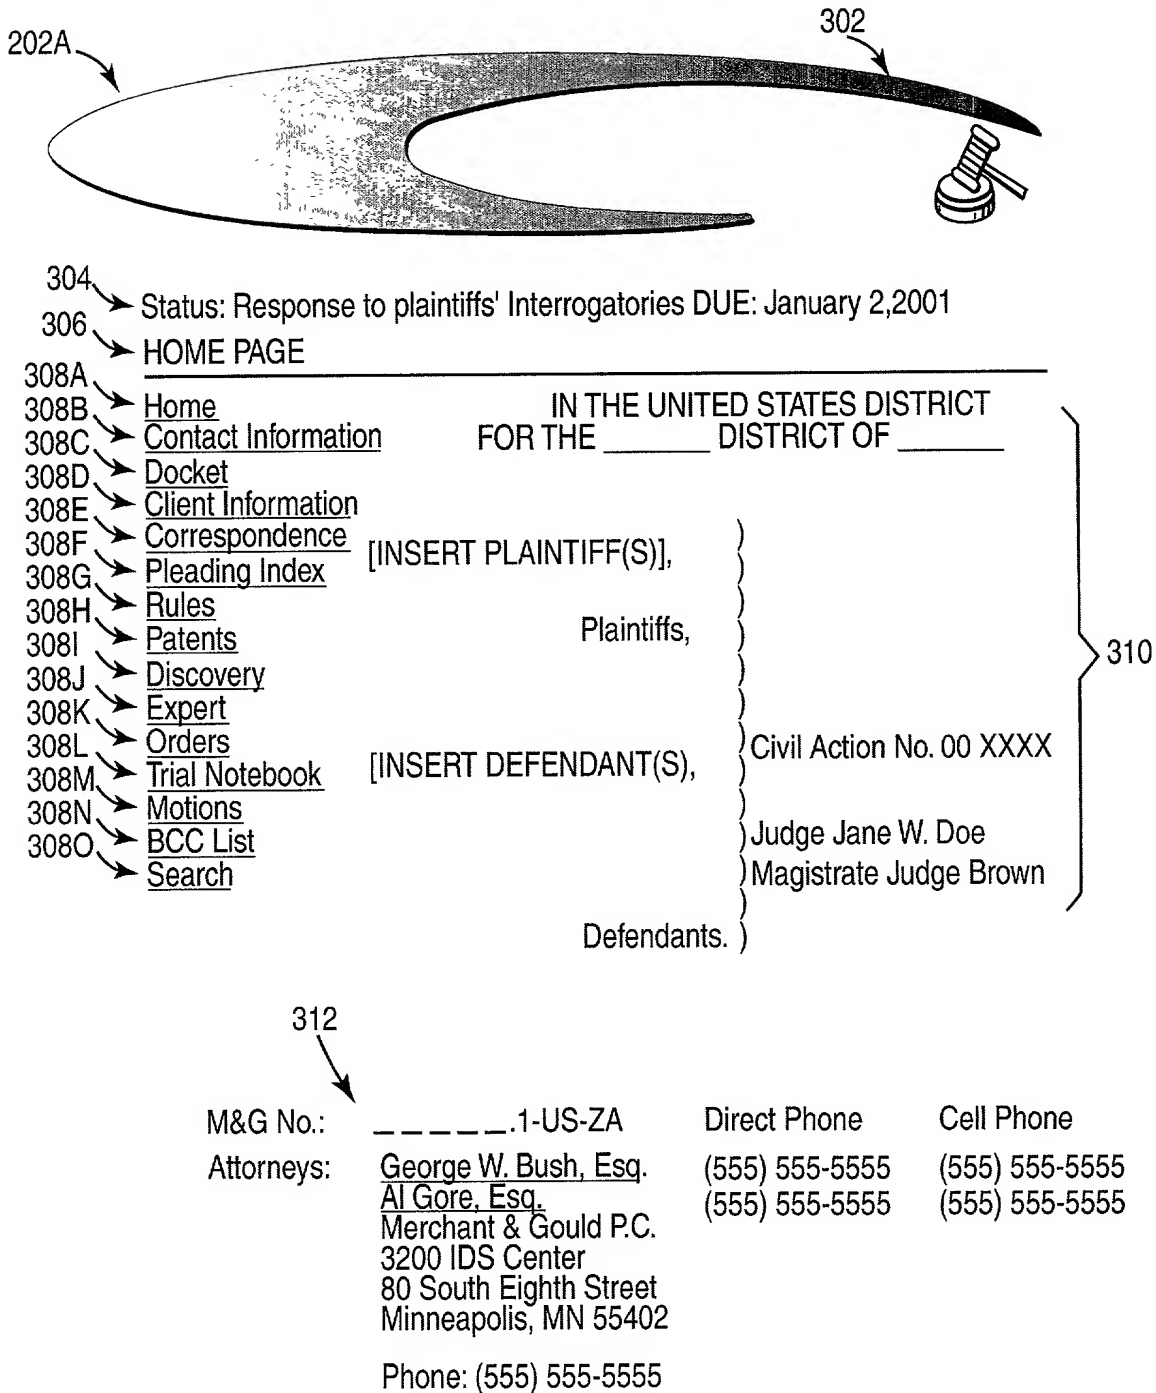 202A
302
304
Status: Response to plaintiffs' Interrogatories DUE: January 2,2001
306
HOME PAGE
308A
Home
308B
Contact Information
308C
Docket
308D
Client Information
308E
Correspondence
308F
Pleading Index
308G
Rules
308H
Patents
308I
Discovery
308J
Expert
308K
Orders
308L
Trial Notebook
308M
Motions
308N
BCC List
308O
Search
IN THE UNITED STATES DISTRICT
FOR THE _______ DISTRICT OF _______
[INSERT PLAINTIFF(S)], )
)
Plaintiffs, )
)
)
)
[INSERT DEFENDANT(S), ) Civil Action No. 00 XXXX
)
)
) Judge Jane W. Doe
) Magistrate Judge Brown
)
Defendants. )
310
312
M&G No.: _ _ _ _ _.1-US-ZA Direct Phone Cell Phone
Attorneys: George W. Bush, Esq. (555) 555-5555 (555) 555-5555
Al Gore, Esq. (555) 555-5555 (555) 555-5555
Merchant & Gould P.C.
3200 IDS Center
80 South Eighth Street
Minneapolis, MN 55402
Phone: (555) 555-5555